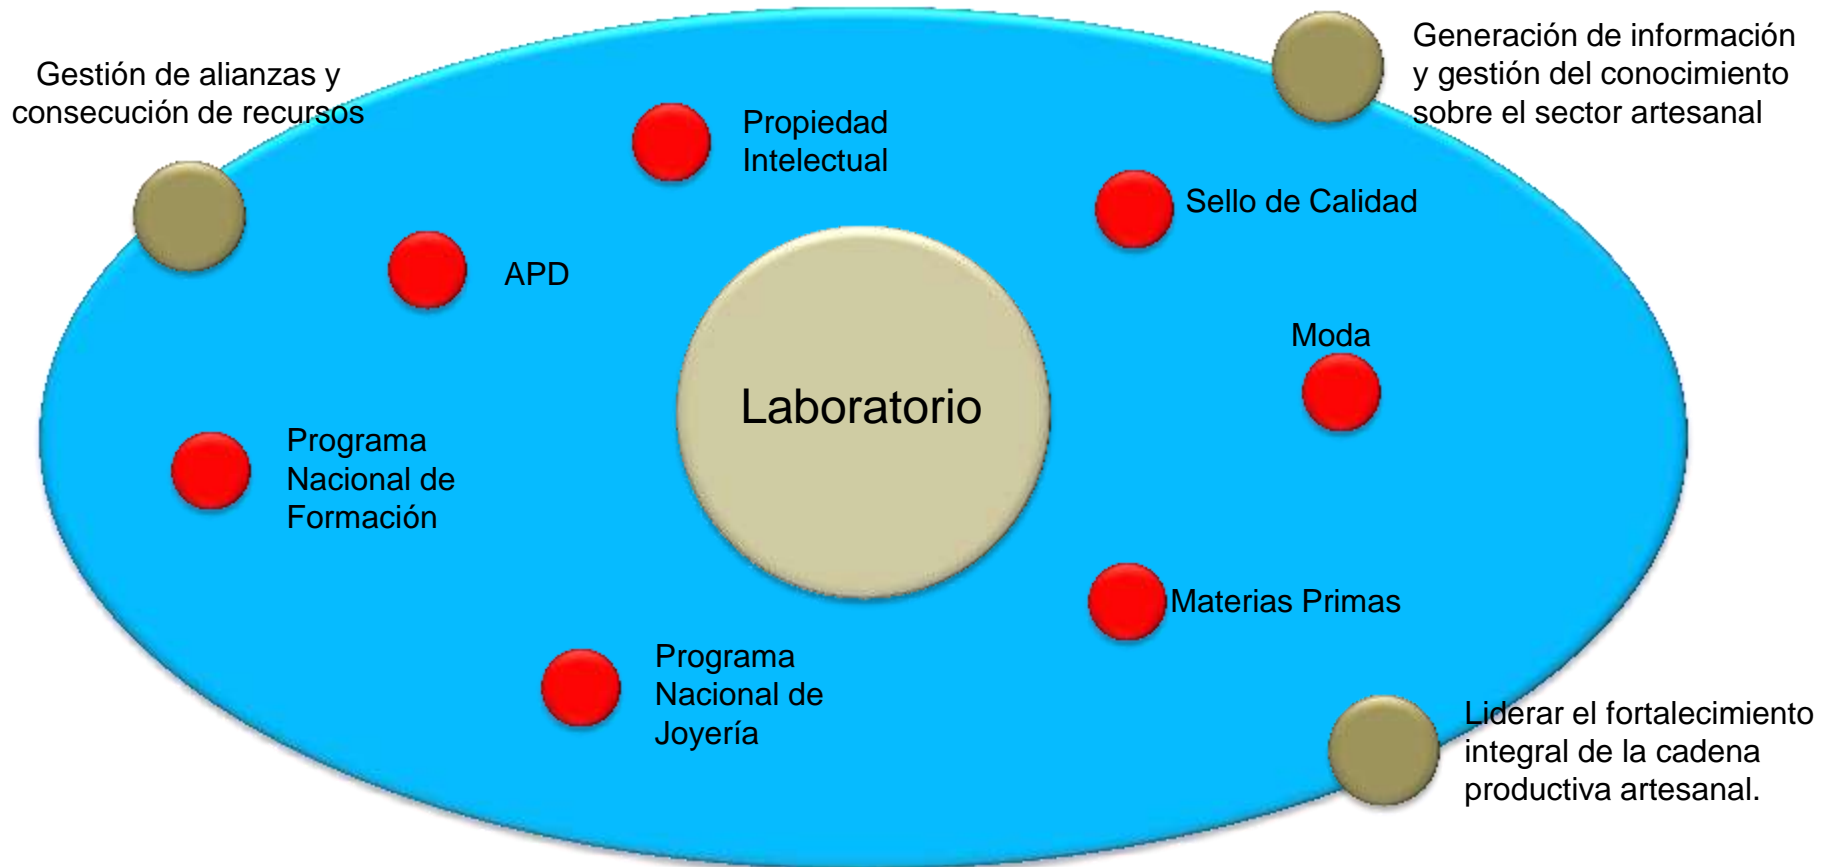 Gestión de alianzas y
consecución de recursos
Generación de información
y gestión del conocimiento
sobre el sector artesanal
Propiedad
Intelectual
Sello de Calidad
APD
Moda
Laboratorio
Programa
Nacional de
Formación
Materias Primas
Programa
Nacional de
Joyería
Liderar el fortalecimiento
integral de la cadena
productiva artesanal.